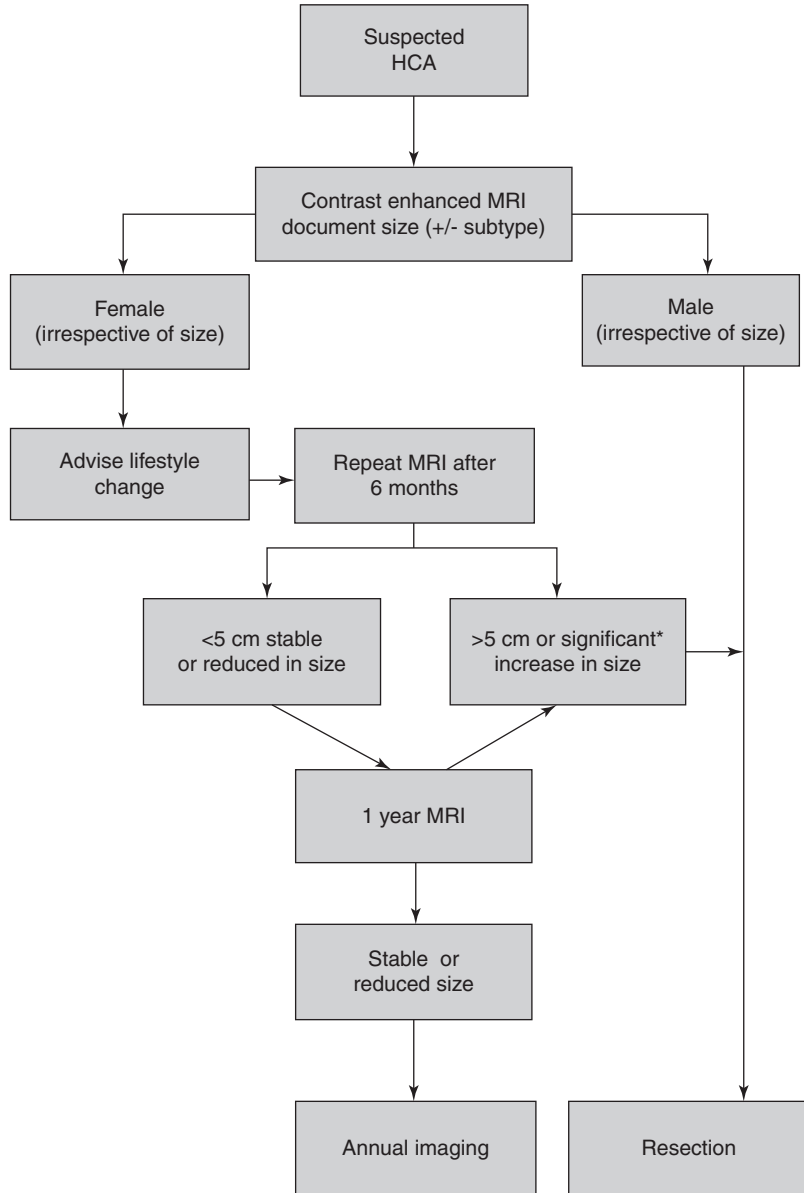 Suspected
HCA
Contrast enhanced MRI
document size (+/- subtype)
Female
(irrespective of size)
Male
(irrespective of size)
Advise lifestyle
change
Repeat MRI after
6 months
<5 cm stable
or reduced in size
>5 cm or significant*
increase in size
1 year MRI
Stable or
reduced size
Annual imaging
Resection